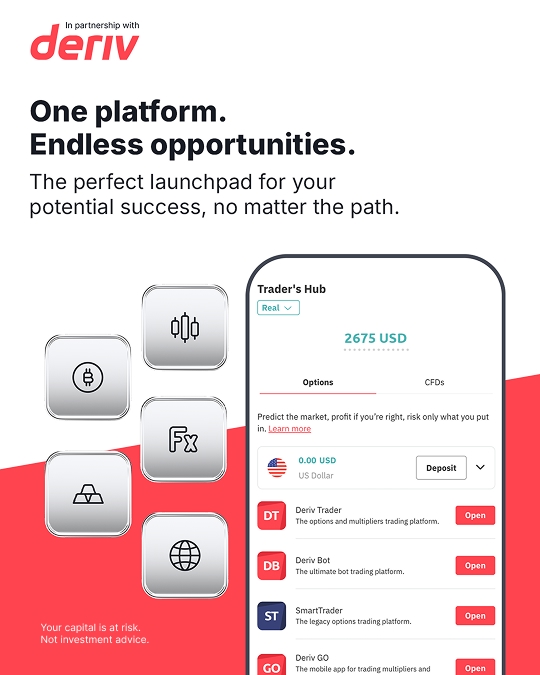 In partnership with
deriv
One platform.
Endless opportunities.
The perfect launchpad for your
potential success, no matter the path.
Trader's Hub
Real
2675 USD
Options
CFDs
Predict the market, profit if you're right, risk only what you put
in. Learn more
0.00 USD
US Dollar
Deposit
DT
Deriv Trader
The options and multipliers trading platform.
Open
DB
Deriv Bot
The ultimate bot trading platform.
Open
ST
SmartTrader
The legacy options trading platform.
Open
GO
Deriv GO
The mobile app for trading multipliers and
Open
Fx
Your capital is at risk.
Not investment advice.